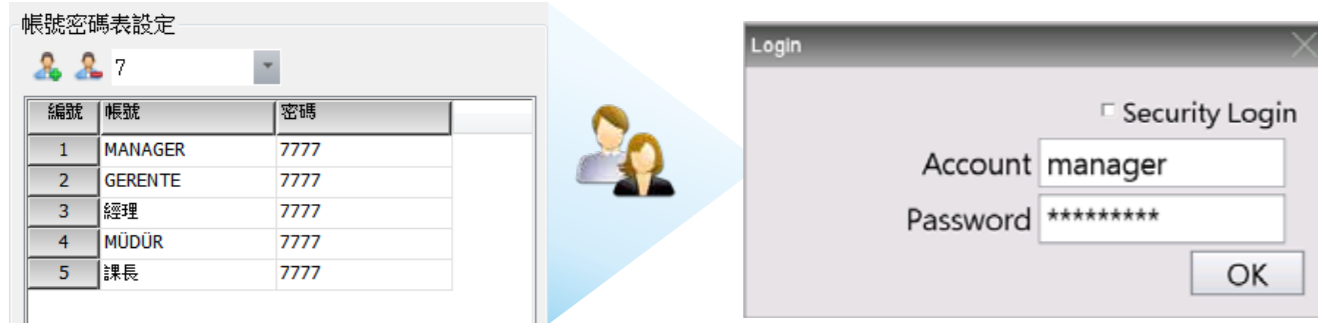 帳號密碼表設定
7
編號 帳號 密碼
1 MANAGER 7777
2 GERENTE 7777
3 經理 7777
4 MÜDÜR 7777
5 課長 7777
Login
Security Login
Account manager
Password *********
OK